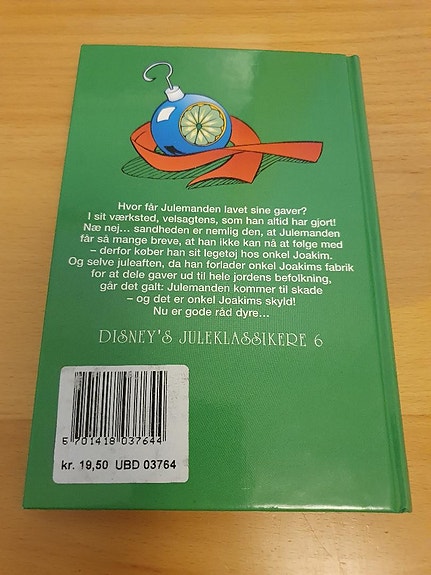 Hvor får Julemanden lavet sine gaver?
I sit værksted, velsagtens, som han altid har gjort!
Næ nej... sandheden er nemlig den, at Julemanden
får så mange breve, at han ikke kan nå at følge med
– derfor køber han sit legetøj hos onkel Joakim.
Og selve juleaften, da han forlader onkel Joakims fabrik
for at dele gaver ud til hele jordens befolkning,
går det galt: Julemanden kommer til skade
– og det er onkel Joakims skyld!
Nu er gode råd dyre...
DISNEY'S JULEKLASSIKERE 6
5 701418 037644
kr. 19,50 UBD 03764